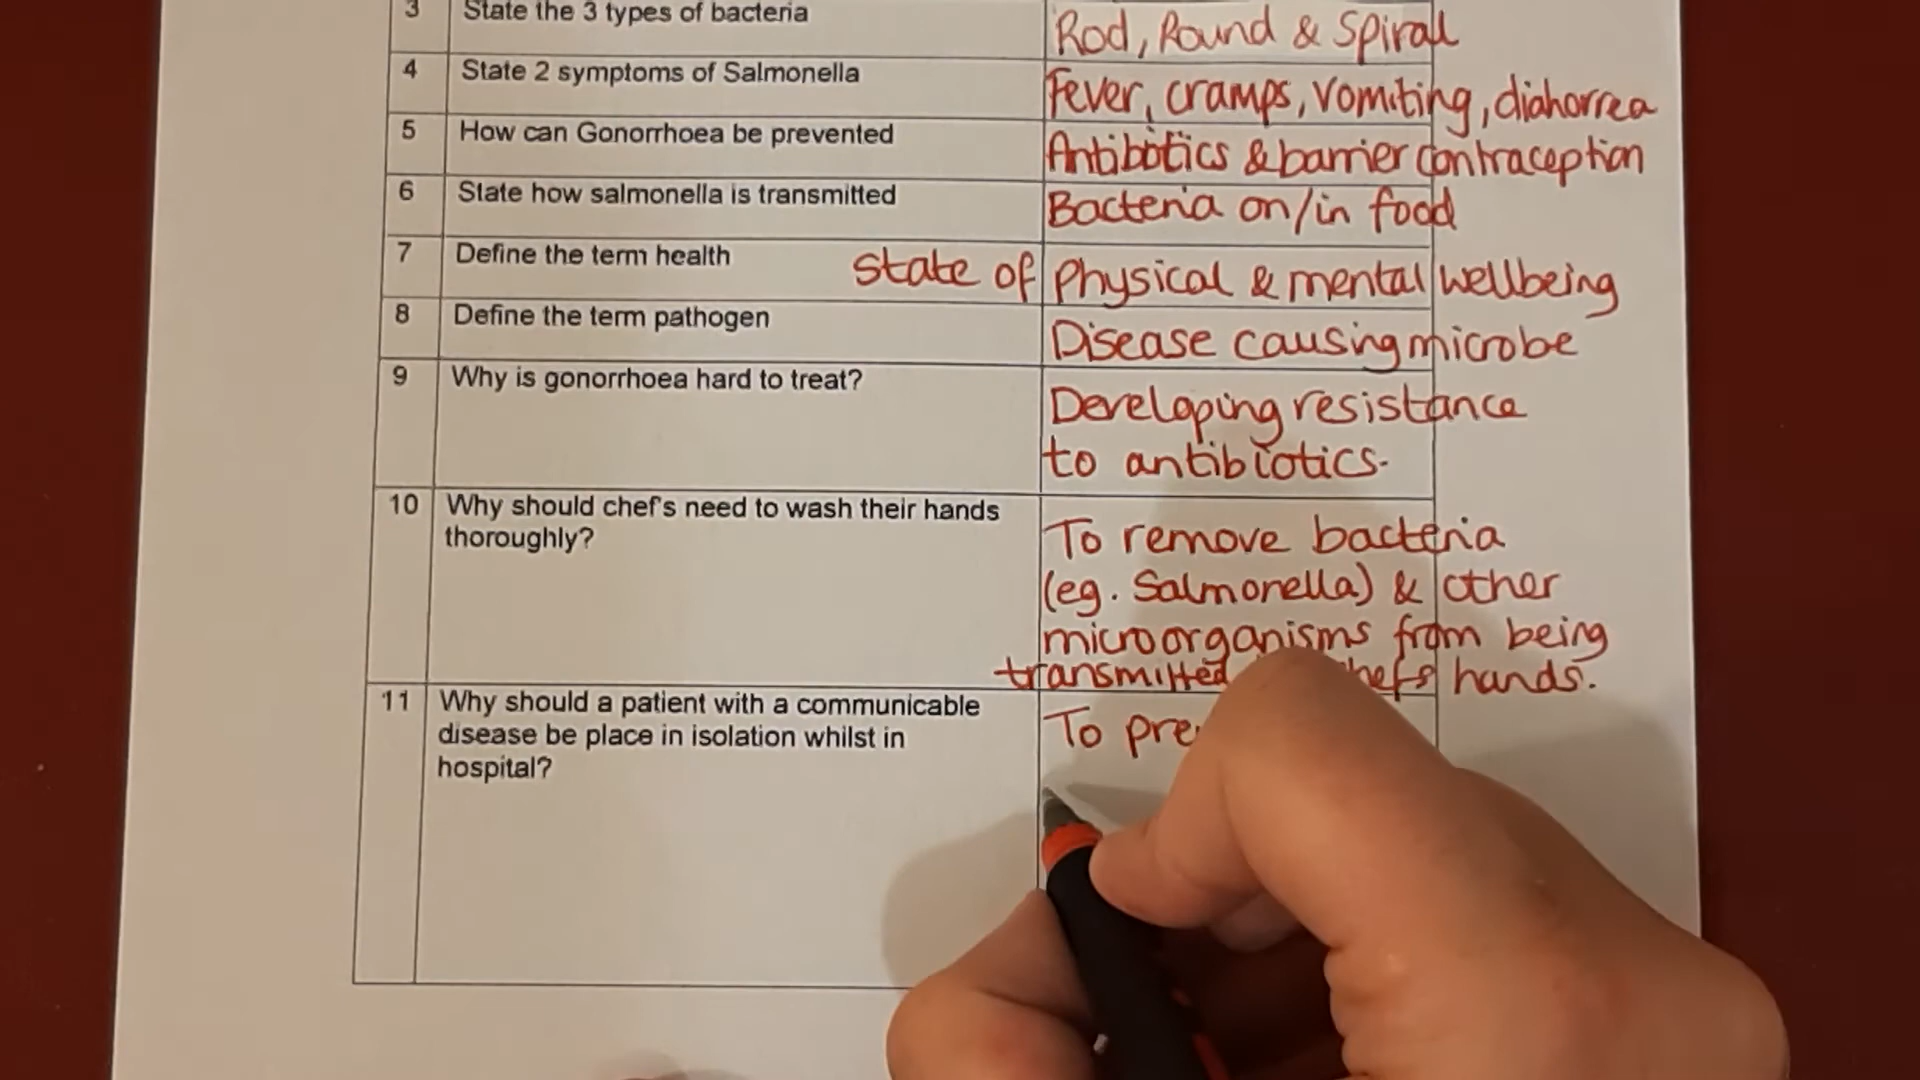 3 State the 3 types of bacteria Rod, Round & Spiral
4 State 2 symptoms of Salmonella Fever, cramps, vomiting, diahorrea
5 How can Gonorrhoea be prevented Antibiotics & barrier contraception
6 State how salmonella is transmitted Bacteria on/in food
7 Define the term health State of physical & mental wellbeing
8 Define the term pathogen Disease causing microbe
9 Why is gonorrhoea hard to treat? Developing resistance
to antibiotics.
10 Why should chef's need to wash their hands
thoroughly?
To remove bacteria
(eg. Salmonella) & other
microorganisms from being
transmitted chefs hands.
11 Why should a patient with a communicable
disease be place in isolation whilst in
hospital?
To